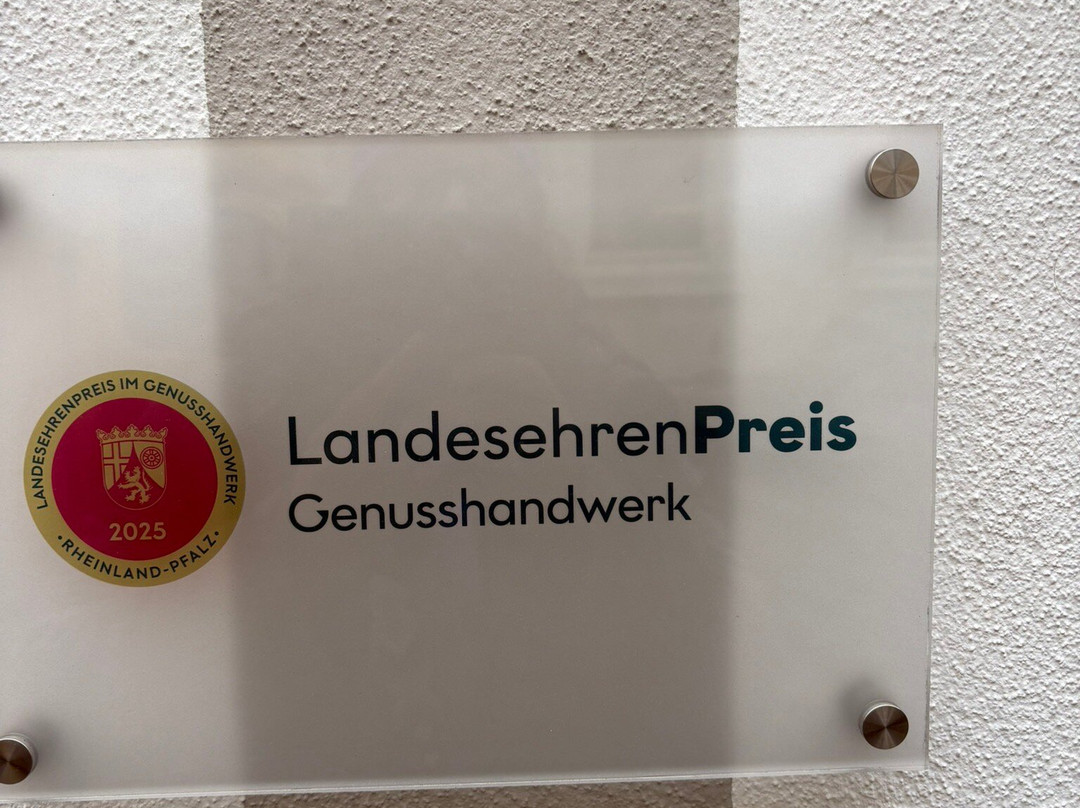 LANDESEHRENPREIS IM GENUSSHANDWERK
2025
• RHEINLAND-PFALZ •
LandesehrenPreis
Genusshandwerk